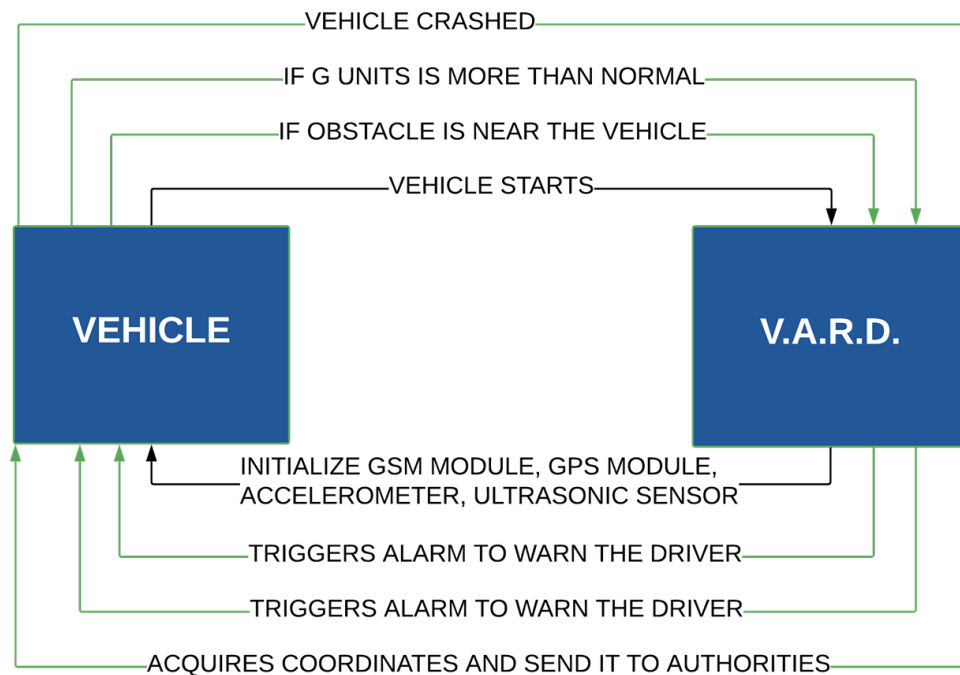 VEHICLE CRASHED
IF G UNITS IS MORE THAN NORMAL
IF OBSTACLE IS NEAR THE VEHICLE
VEHICLE STARTS
VEHICLE
V.A.R.D.
INITIALIZE GSM MODULE, GPS MODULE,
ACCELEROMETER, ULTRASONIC SENSOR
TRIGGERS ALARM TO WARN THE DRIVER
TRIGGERS ALARM TO WARN THE DRIVER
ACQUIRES COORDINATES AND SEND IT TO AUTHORITIES